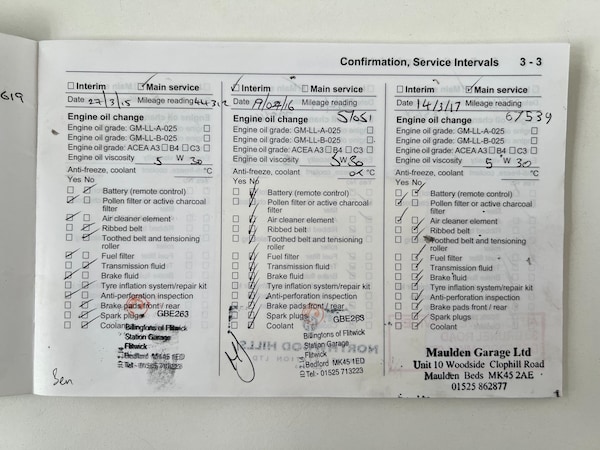 619
Confirmation, Service Intervals 3 - 3
Interim Main service
Date 27/3/15 Mileage reading 44312
Engine oil change
Engine oil grade: GM-LL-A-025
Engine oil grade: GM-LL-B-025
Engine oil grade: ACEA A3 B4 C3
Engine oil viscosity 5 W 30
Anti-freeze, coolant °C
Yes No
Battery (remote control)
Pollen filter or active charcoal
filter
Air cleaner element
Ribbed belt
Toothed belt and tensioning
roller
Fuel filter
Transmission fluid
Brake fluid
Tyre inflation system/repair kit
Anti-perforation inspection
Brake pads front / rear
Spark plugs GBE263
Coolant
Billingtons of Flitwick
Station Garage
Flitwick
Bedford MK45 1ED
Tel - 01525 713223
Ben
Interim Main service
Date /16 Mileage reading
51051
Engine oil change
Engine oil grade: GM-LL-A-025
Engine oil grade: GM-LL-B-025
Engine oil grade: ACEA A3 B4 C3
Engine oil viscosity 5W30
Anti-freeze, coolant °C
Yes No
Battery (remote control)
Pollen filter or active charcoal
filter
Air cleaner element
Ribbed belt
Toothed belt and tensioning
roller
Fuel filter
Transmission fluid
Brake fluid
Tyre inflation system/repair kit
Anti-perforation inspection
Brake pads front / rear
Spark plugs GBE263
Coolant
Billingtons of Flitwick
Station Garage
Flitwick
Bedford MK45 1ED
Tel - 01525 713223
Interim Main service
Date 14/3/17 Mileage reading
67539
Engine oil change
Engine oil grade: GM-LL-A-025
Engine oil grade: GM-LL-B-025
Engine oil grade: ACEA A3 B4 C3
Engine oil viscosity 5 W 30
Anti-freeze, coolant °C
Yes No
Battery (remote control)
Pollen filter or active charcoal
filter
Air cleaner element
Ribbed belt
Toothed belt and tensioning
roller
Fuel filter
Transmission fluid
Brake fluid
Tyre inflation system/repair kit
Anti-perforation inspection
Brake pads front / rear
Spark plugs
Coolant
Maulden Garage Ltd
Unit 10 Woodside Clophill Road
Maulden Beds MK45 2AE
01525 862877